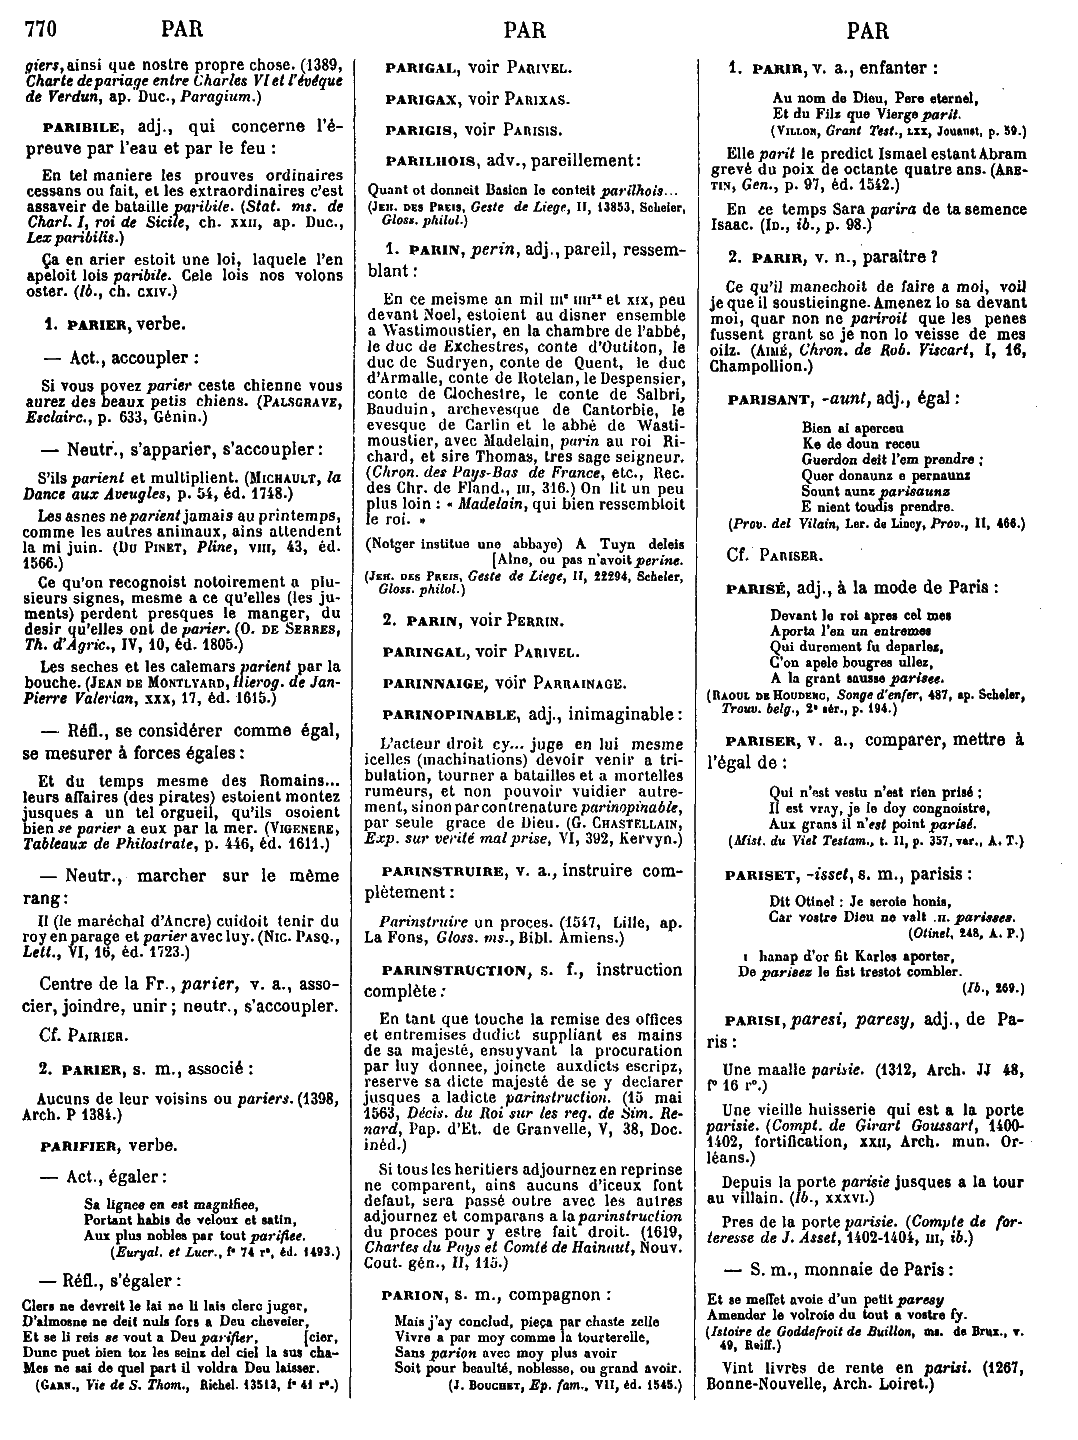 770 PAR PAR PAR
giers, ainsi que nostre propre chose. (1389,
Charte de pariage entre Charles VI et l'évêque
de Verdun, ap. Duc., Paragium.)
PARIBILE, adj., qui concerne l'é-
preuve par l'eau et par le feu :
En tel maniere les prouves ordinaires
cessans ou fait, et les extraordinaires c'est
assaveir de bataille paribile. (Stat. ms. de
Charl. I, roi de Sicile, ch. XXII, ap. Duc.,
Lex paribilis.)
Ça en arier estoit une loi, laquele l'en
apeloit lois paribile. Cele lois nos volons
oster. (Ib., ch. CXIV.)
1. PARIER, verbe.
— Act., accoupler :
Si vous povez parier ceste chienne vous
aurez des beaux petis chiens. (PALSGRAVE,
Esclairc., p. 633, Génin.)
— Neutr., s'apparier, s'accoupler :
S'ils parient et multiplient. (MICHAULT, la
Dance aux Aveugles, p. 54, éd. 1748.)
Les asnes ne parient jamais au printemps,
comme les autres animaux, ains attendent
la mi juin. (DU PINET, Pline, VIII, 43, éd.
1566.)
Ce qu'on recognoist notoirement a plu-
sieurs signes, mesme a ce qu'elles (les ju-
ments) perdent presques le manger, du
desir qu'elles ont de parier. (O. DE SERRES,
Th. d'Agric., IV, 10, éd. 1805.)
Les seches et les calemars parient par la
bouche. (JEAN DE MONTLYARD, Hierog. de Jan-
Pierre Valerian, XXX, 17, éd. 1615.)
— Réfl., se considérer comme égal,
se mesurer à forces égales :
Et du temps mesme des Romains...
leurs affaires (des pirates) estoient montez
jusques a un tel orgueil, qu'ils osoient
bien se parier a eux par la mer. (VIGENERE,
Tableaux de Philostrate, p. 446, éd. 1611.)
— Neutr., marcher sur le même
rang :
Il (le maréchal d'Ancre) cuidoit tenir du
roy en parage et parier avec luy. (NIC. PASQ.,
Lett., VI, 16, éd. 1723.)
Centre de la Fr., parier, v. a., asso-
cier, joindre, unir ; neutr., s'accoupler.
Cf. PAIRIER.
2. PARIER, s. m., associé :
Aucuns de leur voisins ou pariers. (1398,
Arch. P 1384.)
PARIFIER, verbe.
— Act., égaler :
Sa lignee en est magnifiee,
Portant habis de veloux et satin,
Aux plus nobles par tout parifiee.
(Euryal. et Lucr., f° 74 r°, éd. 1493.)
— Réfl., s'égaler :
Clers ne devreit le lai ne li lais clerc juger,
D'almosne ne deit nuls fors a Deu cheveier,
Et se li reis se vout a Deu parifier, [cier,
Dunc puet bien toz les seinz del ciel la sus cha-
Mes ne sai de quel part il voldra Deu laisser.
(GARN., Vie de S. Thom., Richel. 13513, f° 41 r°.)
PARIGAL, voir PARIVEL.
PARIGAX, voir PARIXAS.
PARIGIS, voir PARISIS.
PARILHOIS, adv., pareillement :
Quant ot donneit Basien le conteit parilhois...
(JEH. DES PREIS, Geste de Liege, II, 13853, Scheler,
Gloss. philol.)
1. PARIN, perin, adj., pareil, ressem-
blant :
En ce meisme an mil IIIᶜ IIIIˣˣ et XIX, peu
devant Noel, estoient au disner ensemble
a Wastimoustier, en la chambre de l'abbé,
le duc de Exchestres, conte d'Outiton, le
duc de Sudryen, conte de Quent, le duc
d'Armalle, conte de Rotelan, le Despensier,
conte de Clochestre, le conte de Salbri,
Bauduin, archevesque de Cantorbie, le
evesque de Carlin et le abbé de Wasti-
moustier, avec Madelain, parin au roi Ri-
chard, et sire Thomas, tres sage seigneur.
(Chron. des Pays-Bas de France, etc., Rec.
des Chr. de Fland., III, 316.) On lit un peu
plus loin : « Madelain, qui bien ressembloit
le roi. »
(Notger institue une abbaye) A Tuyn deleis
[Alne, ou pas n'avoit perine.
(JEH. DES PREIS, Geste de Liege, II, 22294, Scheler,
Gloss. philol.)
2. PARIN, voir PERRIN.
PARINGAL, voir PARIVEL.
PARINNAIGE, voir PARRAINAGE.
PARINOPINABLE, adj., inimaginable :
L'acteur droit cy... juge en lui mesme
icelles (machinations) devoir venir a tri-
bulation, tourner a batailles et a mortelles
rumeurs, et non pouvoir vuidier autre-
ment, sinon par contrenature parinopinable,
par seule grace de Dieu. (G. CHASTELLAIN,
Exp. sur verité mal prise, VI, 392, Kervyn.)
PARINSTRUIRE, v. a., instruire com-
plètement :
Parinstruire un proces. (1547, Lille, ap.
La Fons, Gloss. ms., Bibl. Amiens.)
PARINSTRUCTION, s. f., instruction
complète :
En tant que touche la remise des offices
et entremises dudict suppliant es mains
de sa majesté, ensuyvant la procuration
par luy donnee, joincte auxdicts escripz,
reserve sa dicte majesté de se y declarer
jusques a ladicte parinstruction. (15 mai
1563, Décis. du Roi sur les req. de Sim. Re-
nard, Pap. d'Et. de Granvelle, V, 38, Doc.
inéd.)
Si tous les heritiers adjournez en reprinse
ne comparent, ains aucuns d'iceux font
defaut, sera passé outre avec les autres
adjournez et comparans a la parinstruction
du proces pour y estre fait droit. (1619,
Chartes du Pays et Comté de Hainaut, Nouv.
Cout. gén., II, 115.)
PARION, s. m., compagnon :
Mais j'ay conclud, pieça par chaste zelle
Vivre a par moy comme la tourterelle,
Sans parion avec moy plus avoir
Soit pour beaulté, noblesse, ou grand avoir.
(J. BOUCHET, Ep. fam., VII, éd. 1545.)
1. PARIR, v. a., enfanter :
Au nom de Dieu, Pere eternel,
Et du Filz que Vierge parit.
(VILLON, Grant Test., LXX, Jouaust, p. 59.)
Elle parit le predict Ismael estant Abram
grevé du poix de octante quatre ans. (ARE-
TIN, Gen., p. 97, éd. 1542.)
En ce temps Sara parira de ta semence
Isaac. (ID., ib., p. 98.)
2. PARIR, v. n., paraitre ?
Ce qu'il manechoit de faire a moi, voil
je que il soustieingne. Amenez lo sa devant
moi, quar non ne pariroit que les penes
fussent grant se je non lo veisse de mes
oilz. (AIMÉ, Chron. de Rob. Viscart, I, 16,
Champollion.)
PARISANT, -aunt, adj., égal :
Bien ai aperceu
Ke de doun receu
Guerdon deit l'em prendre ;
Quer donaunz e pernaunz
Sount aunz parisaunz
E nient toudis prendre.
(Prov. del Vilain, Ler. de Lincy, Prov., II, 466.)
Cf. PARISER.
PARISÉ, adj., à la mode de Paris :
Devant le roi apres cel mes
Aporta l'en un entremes
Qui durement fu deparlez,
C'on apele bougres ullez,
A la grant sausse parisee.
(RAOUL DE HOUDENC, Songe d'enfer, 487, ap. Scheler,
Trouv. belg., 2ᵉ sér., p. 194.)
PARISER, v. a., comparer, mettre à
l'égal de :
Qui n'est vestu n'est rien prisé ;
Il est vray, je le doy congnoistre,
Aux grans il n'est point parisé.
(Mist. du Viel Testam., t. II, p. 357, var., A. T.)
PARISET, -isset, s. m., parisis :
Dit Otinel : Je seroie honis,
Car vostre Dieu ne valt .II. parisses.
(Otinel, 248, A. P.)
I hanap d'or fit Karles aporter,
De parisez le fist trestot combler.
(Ib., 269.)
PARISI, paresi, paresy, adj., de Pa-
ris :
Une maalle parisie. (1312, Arch. JJ 48,
f° 16 r°.)
Une vieille huisserie qui est a la porte
parisie. (Compt. de Girart Goussart, 1400-
1402, fortification, XXII, Arch. mun. Or-
léans.)
Depuis la porte parisie jusques a la tour
au villain. (Ib., XXXVI.)
Pres de la porte parisie. (Compte de for-
teresse de J. Asset, 1402-1404, III, ib.)
— S. m., monnaie de Paris :
Et se meffet avoie d'un petit paresy
Amender le volroie du tout a vostre fy.
(Istoire de Goddefroit de Buillon, ms. de Brux., v.
49, Reiff.)
Vint livrès de rente en parisi. (1267,
Bonne-Nouvelle, Arch. Loiret.)